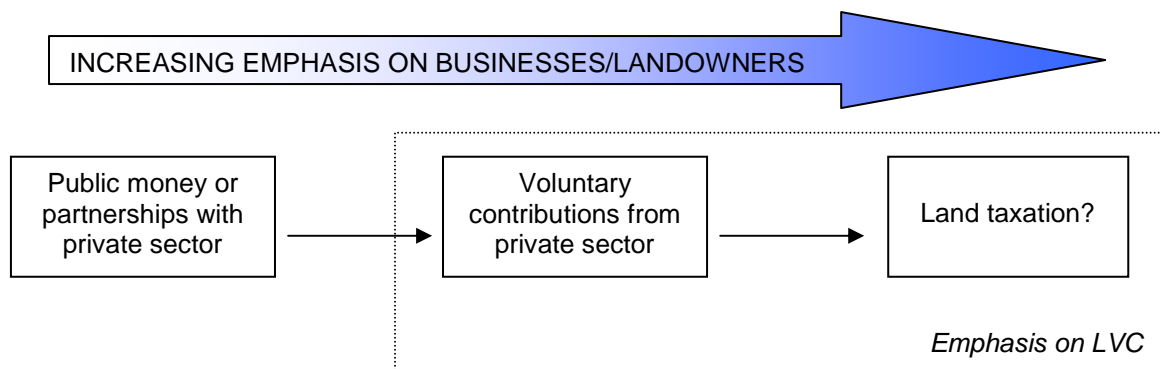 INCREASING EMPHASIS ON BUSINESSES/LANDOWNERS
Public money or
partnerships with
private sector
Voluntary
contributions from
private sector
Land taxation?
Emphasis on LVC